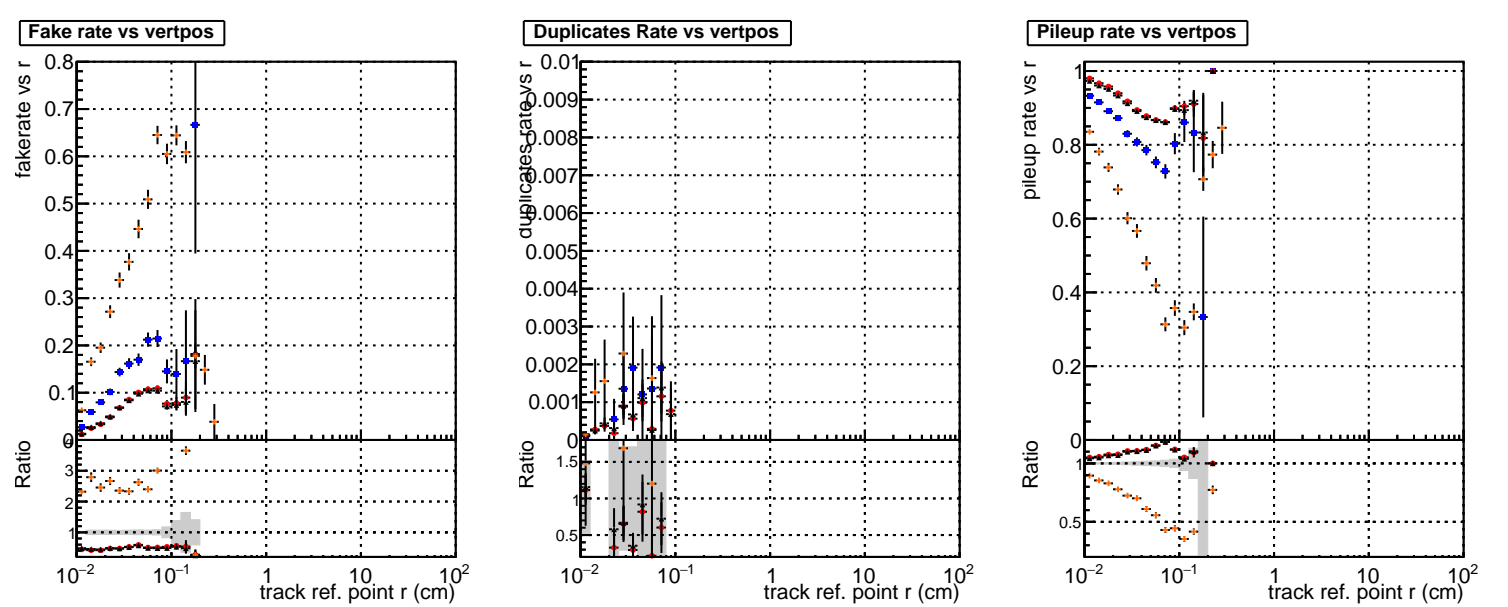 Fake rate vs vertpos
fakerate vs r
0.8
0.7
0.6
0.5
0.4
0.3
0.2
0.1
0
Ratio
3
2
1
10⁻² 10⁻¹ 1 10 10²
track ref. point r (cm)
Duplicates Rate vs vertpos
duplicates rate vs r
0.01
0.009
0.008
0.007
0.006
0.005
0.004
0.003
0.002
0.001
0
Ratio
1.5
1
0.5
10⁻² 10⁻¹ 1 10 10²
track ref. point r (cm)
Pileup rate vs vertpos
pileup rate vs r
1
0.8
0.6
0.4
0.2
0
Ratio
1
0.5
10⁻² 10⁻¹ 1 10 10²
track ref. point r (cm)